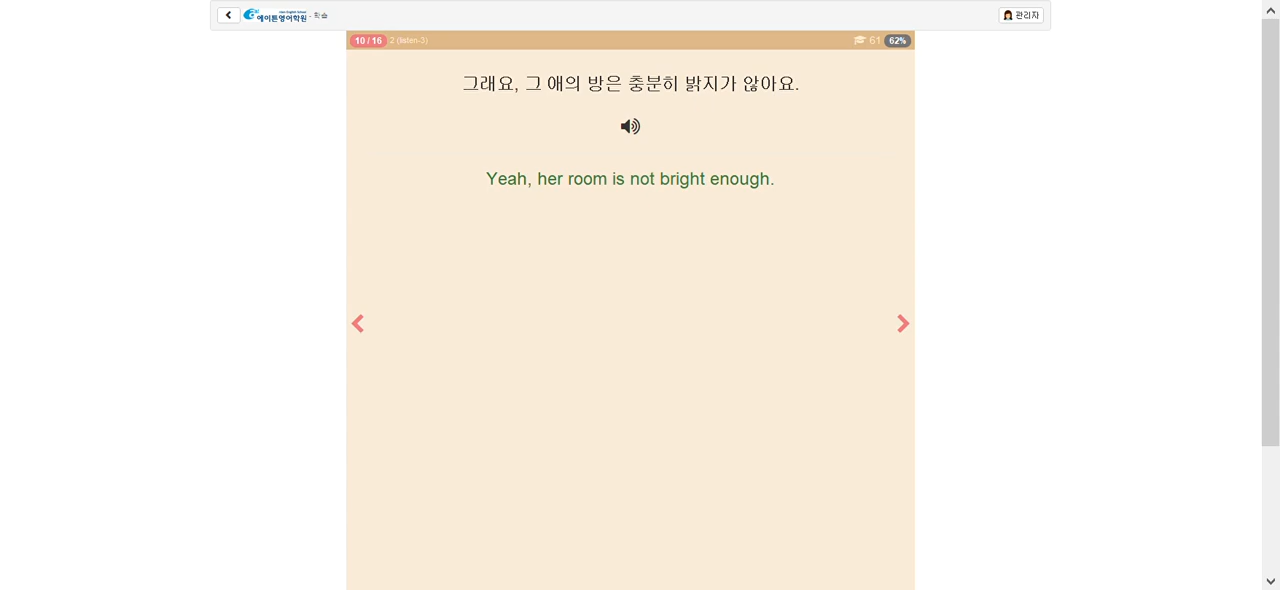 에이튼영어학원 - 학습
관리자
10 / 16 2 (listen-3) 61 62%
그래요, 그 애의 방은 충분히 밝지가 않아요.
Yeah, her room is not bright enough.